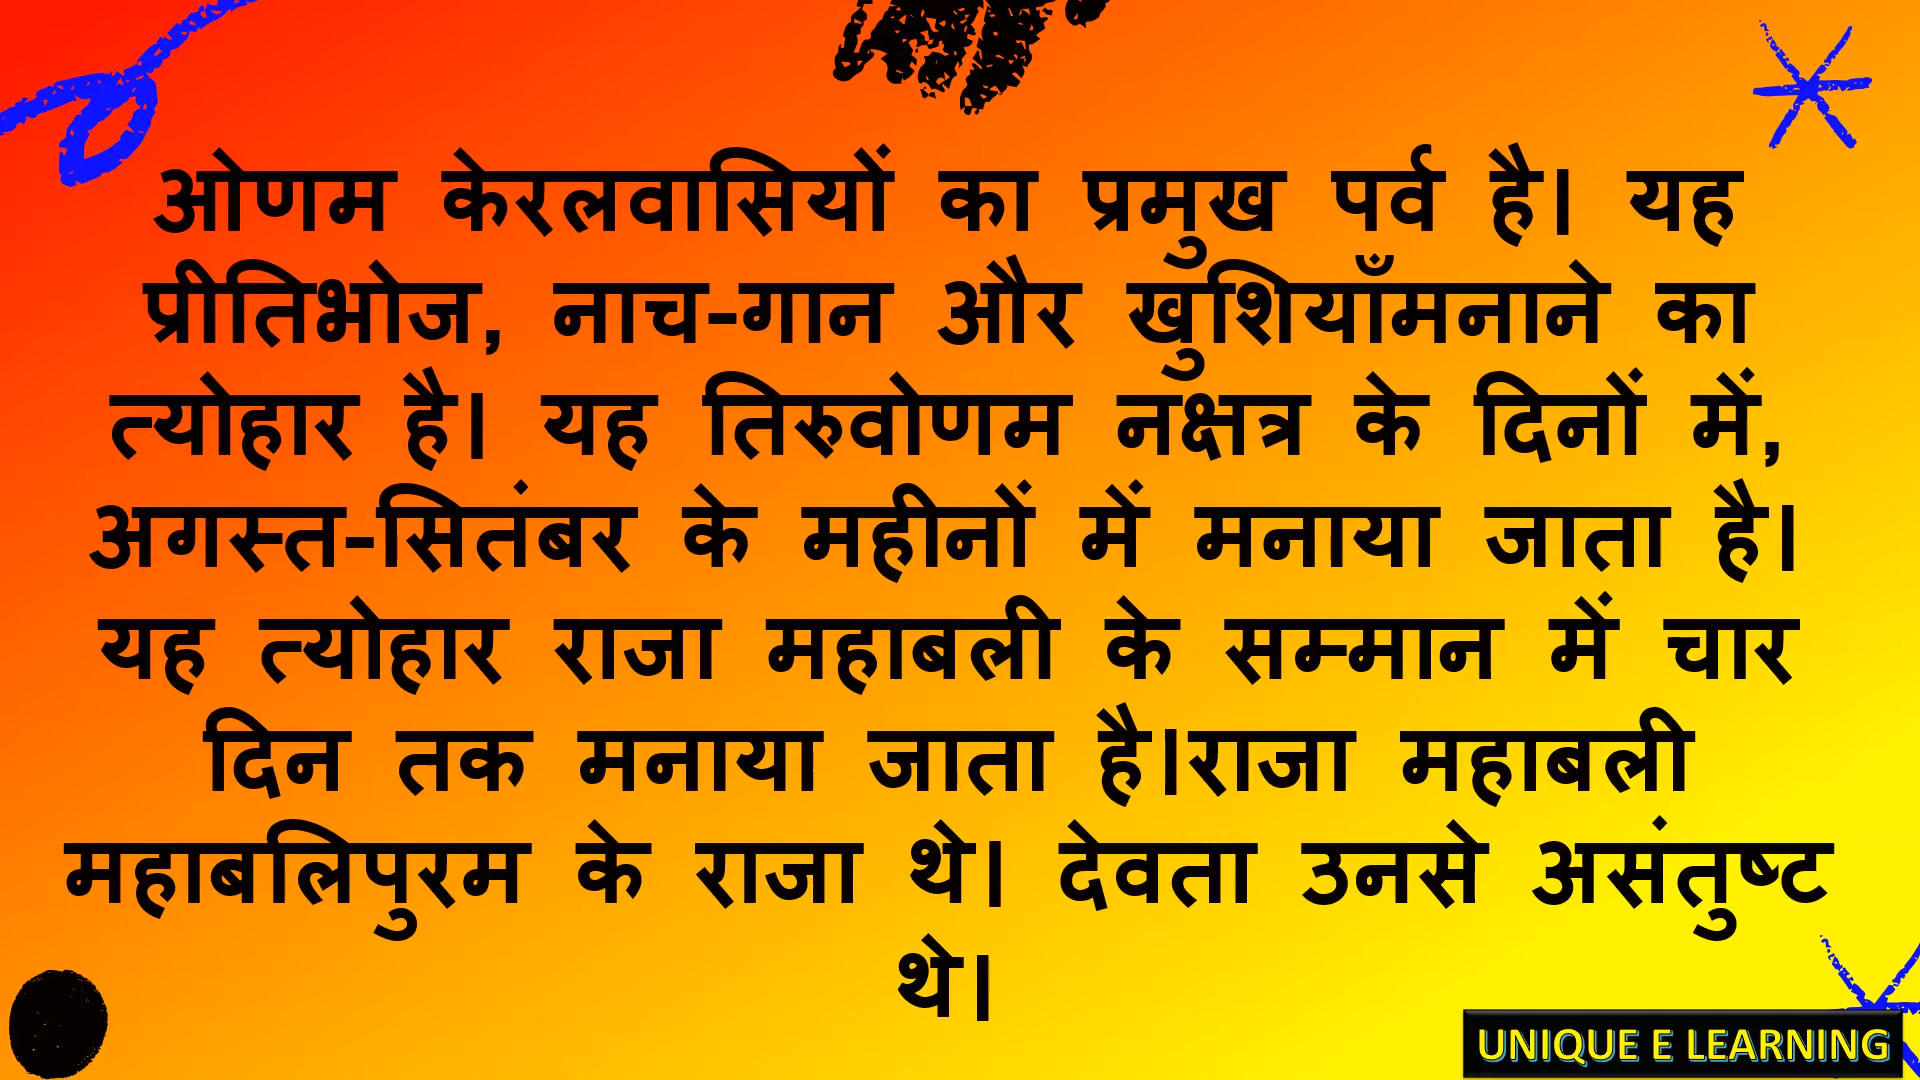 ओणम केरलवासियों का प्रमुख पर्व है। यह
प्रीतिभोज, नाच-गान और खुशियाँमनाने का
त्योहार है। यह तिरुवोणम नक्षत्र के दिनों में,
अगस्त-सितंबर के महीनों में मनाया जाता है।
यह त्योहार राजा महाबली के सम्मान में चार
दिन तक मनाया जाता है।राजा महाबली
महाबलिपुरम के राजा थे। देवता उनसे असंतुष्ट
थे।
UNIQUE E LEARNING